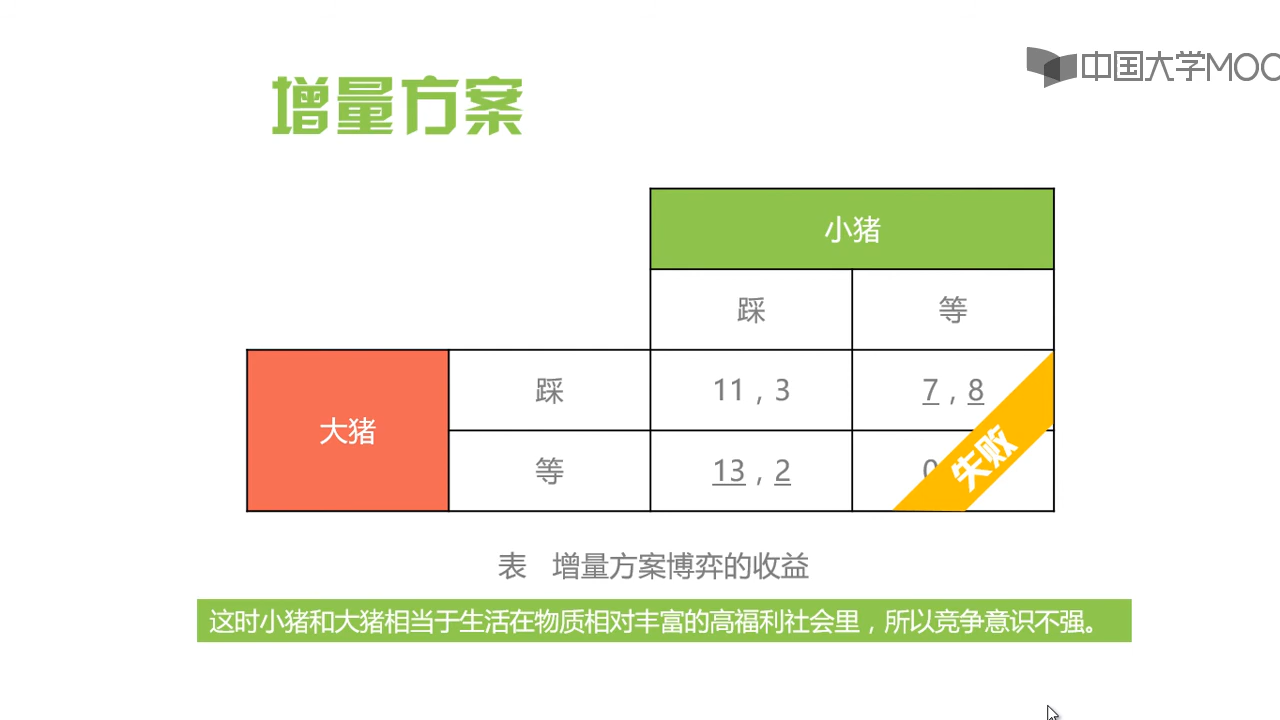 中国大学MOO
增量方案
小猪
踩 等
大猪 踩 11，3 7，8
等 13，2 0
失败
表 增量方案博弈的收益
这时小猪和大猪相当于生活在物质相对丰富的高福利社会里，所以竞争意识不强。